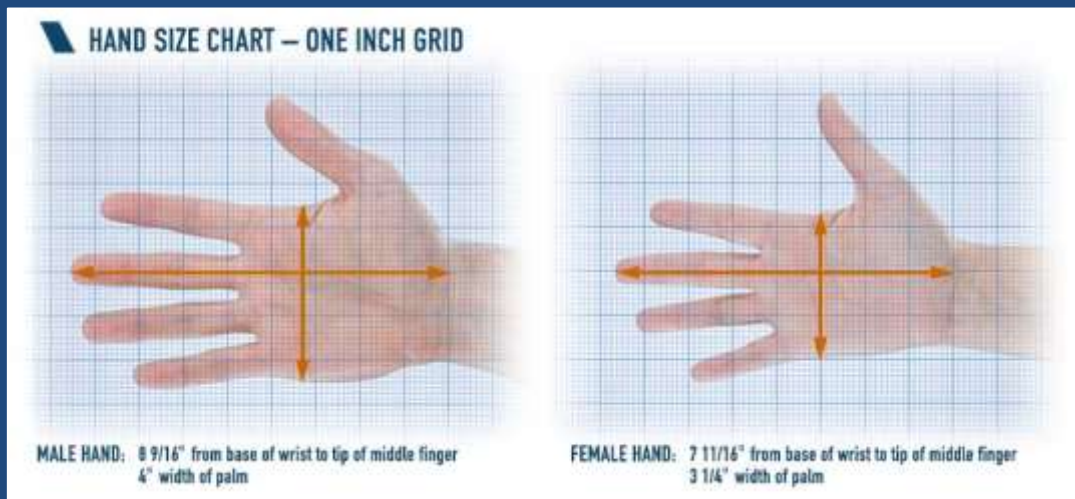 HAND SIZE CHART – ONE INCH GRID
MALE HAND: 8 9/16" from base of wrist to tip of middle finger
4" width of palm
FEMALE HAND: 7 11/16" from base of wrist to tip of middle finger
3 1/4" width of palm